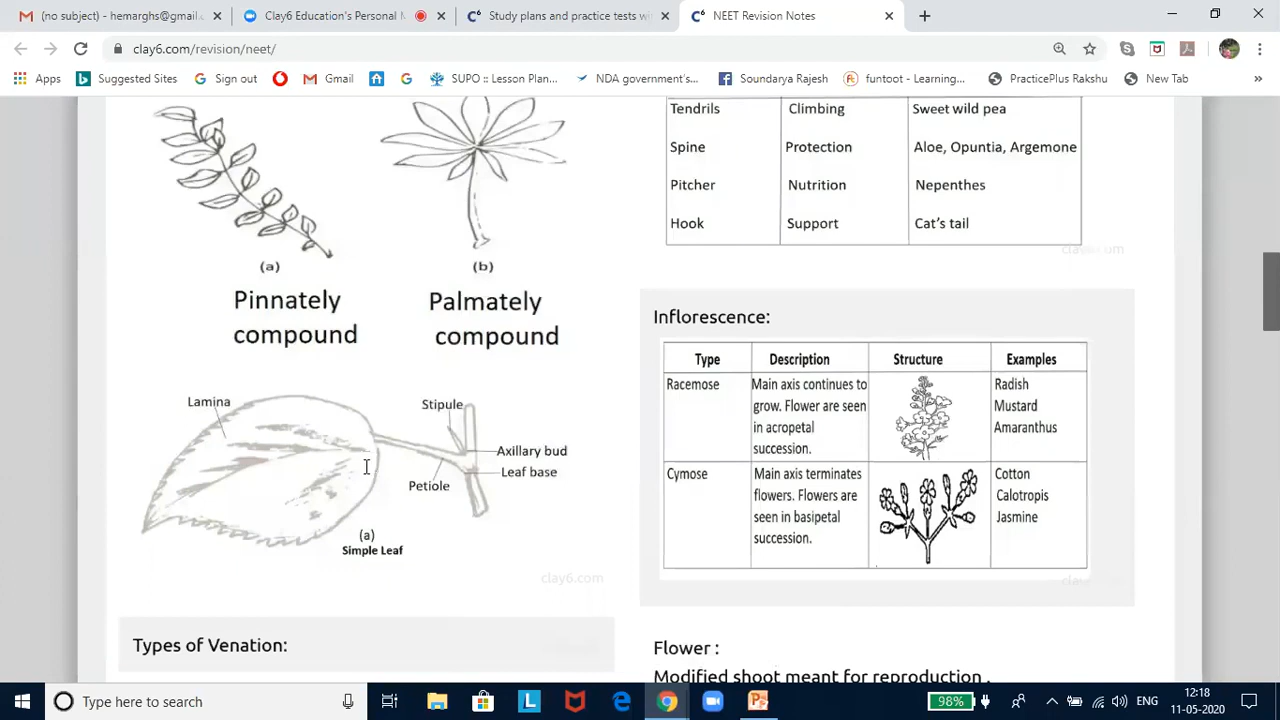 (no subject) - hemarghs@gmail.c
Clay6 Education's Personal M
Study plans and practice tests wi
NEET Revision Notes
clay6.com/revision/neet/
Apps
Suggested Sites
Sign out
Gmail
SUPO :: Lesson Plan...
NDA government's...
Soundarya Rajesh
funtoot - Learning...
PracticePlus Rakshu
New Tab
»
(a)
(b)
Pinnately
compound
Palmately
compound
Lamina
Stipule
Axillary bud
Leaf base
Petiole
(a)
Simple Leaf
clay6.com
Types of Venation:
Tendrils Climbing Sweet wild pea
Spine Protection Aloe, Opuntia, Argemone
Pitcher Nutrition Nepenthes
Hook Support Cat's tail
clay6.com
Inflorescence:
Type Description Structure Examples
Racemose Main axis continues to Radish
grow. Flower are seen Mustard
in acropetal Amaranthus
succession.
Cymose Main axis terminates Cotton
flowers. Flowers are Calotropis
seen in basipetal Jasmine
succession.
Flower :
Modified shoot meant for reproduction .
Type here to search
98%
ENG
12:18
11-05-2020